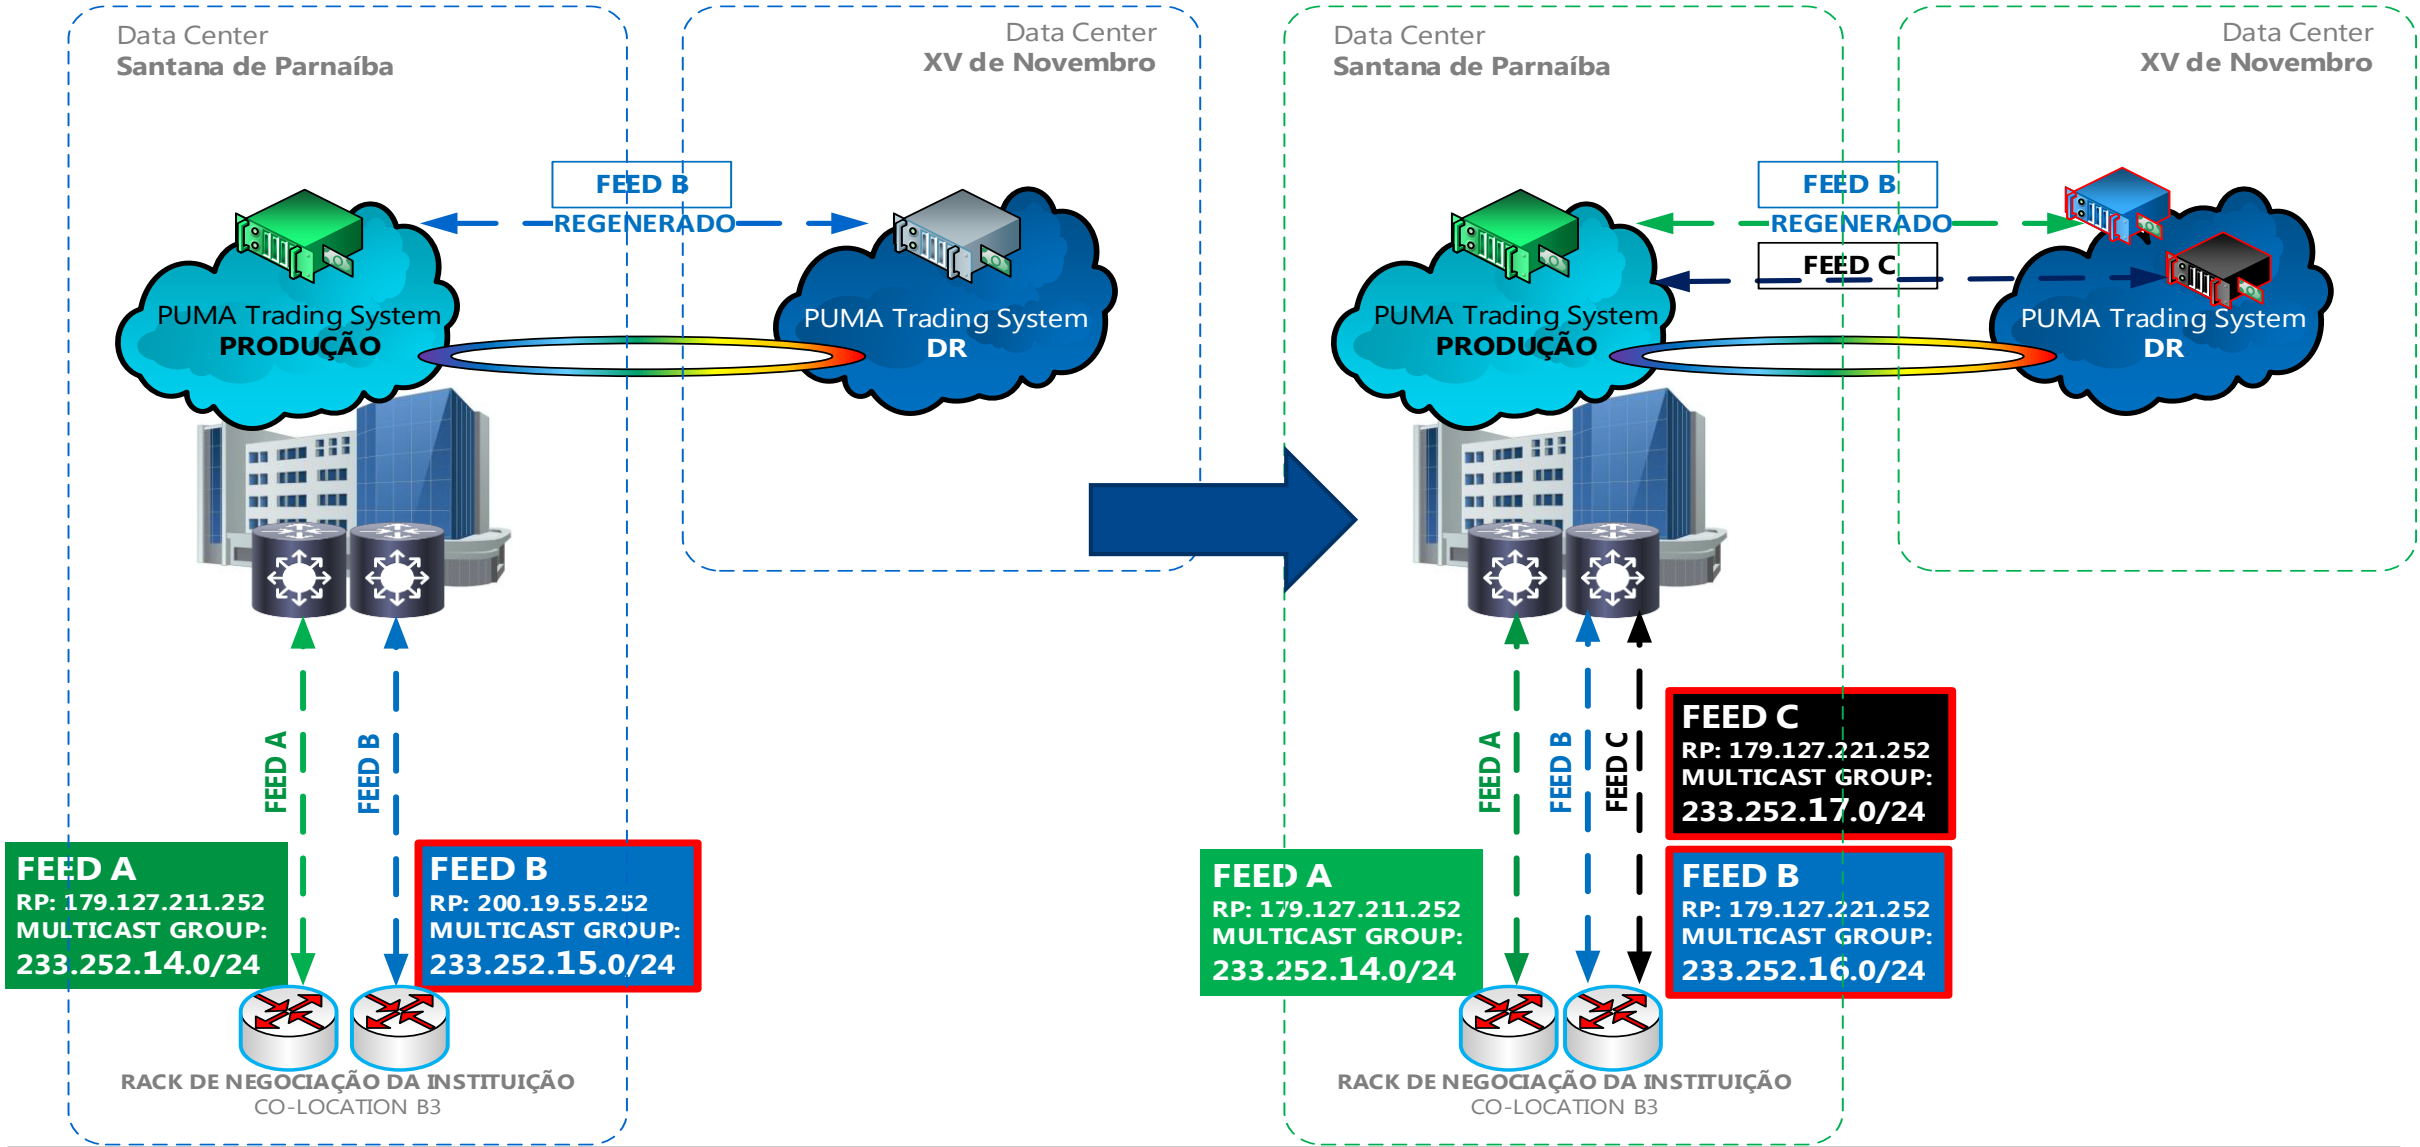 Data Center
Santana de Parnaíba
Data Center
XV de Novembro
FEED B
REGENERADO
PUMA Trading System
PRODUÇÃO
PUMA Trading System
DR
FEED A
FEED B
FEED A
RP: 179.127.211.252
MULTICAST GROUP:
233.252.14.0/24
FEED B
RP: 200.19.55.252
MULTICAST GROUP:
233.252.15.0/24
RACK DE NEGOCIAÇÃO DA INSTITUIÇÃO
CO-LOCATION B3
Data Center
Santana de Parnaíba
Data Center
XV de Novembro
FEED B
REGENERADO
FEED C
PUMA Trading System
PRODUÇÃO
PUMA Trading System
DR
FEED A
FEED B
FEED C
FEED C
RP: 179.127.221.252
MULTICAST GROUP:
233.252.17.0/24
FEED A
RP: 179.127.211.252
MULTICAST GROUP:
233.252.14.0/24
FEED B
RP: 179.127.221.252
MULTICAST GROUP:
233.252.16.0/24
RACK DE NEGOCIAÇÃO DA INSTITUIÇÃO
CO-LOCATION B3